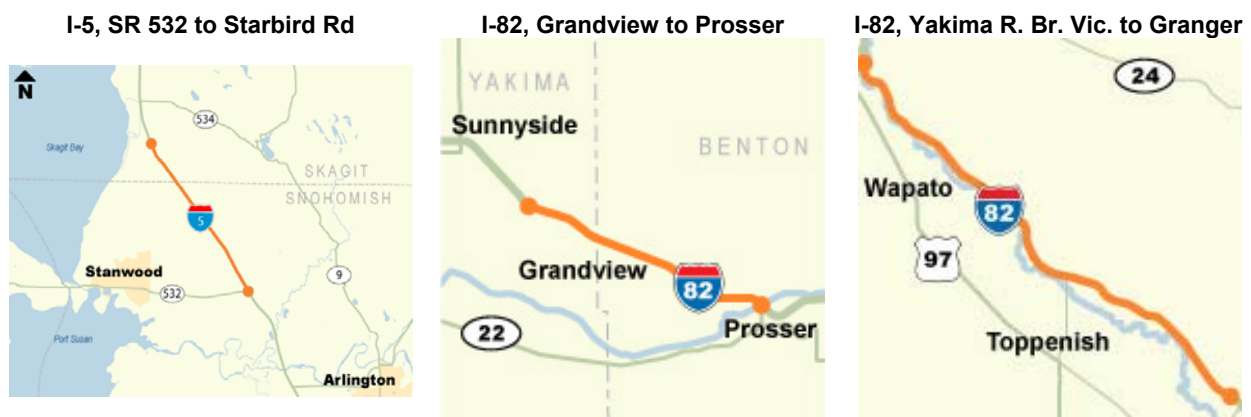 I-5, SR 532 to Starbird Rd
N
534
Skagit Bay
SKAGIT
SNOHOMISH
5
Stanwood
532
9
Port Susan
Arlington
I-82, Grandview to Prosser
YAKIMA
Sunnyside
BENTON
Grandview
82
22
Prosser
I-82, Yakima R. Br. Vic. to Granger
24
Wapato
82
97
Toppenish